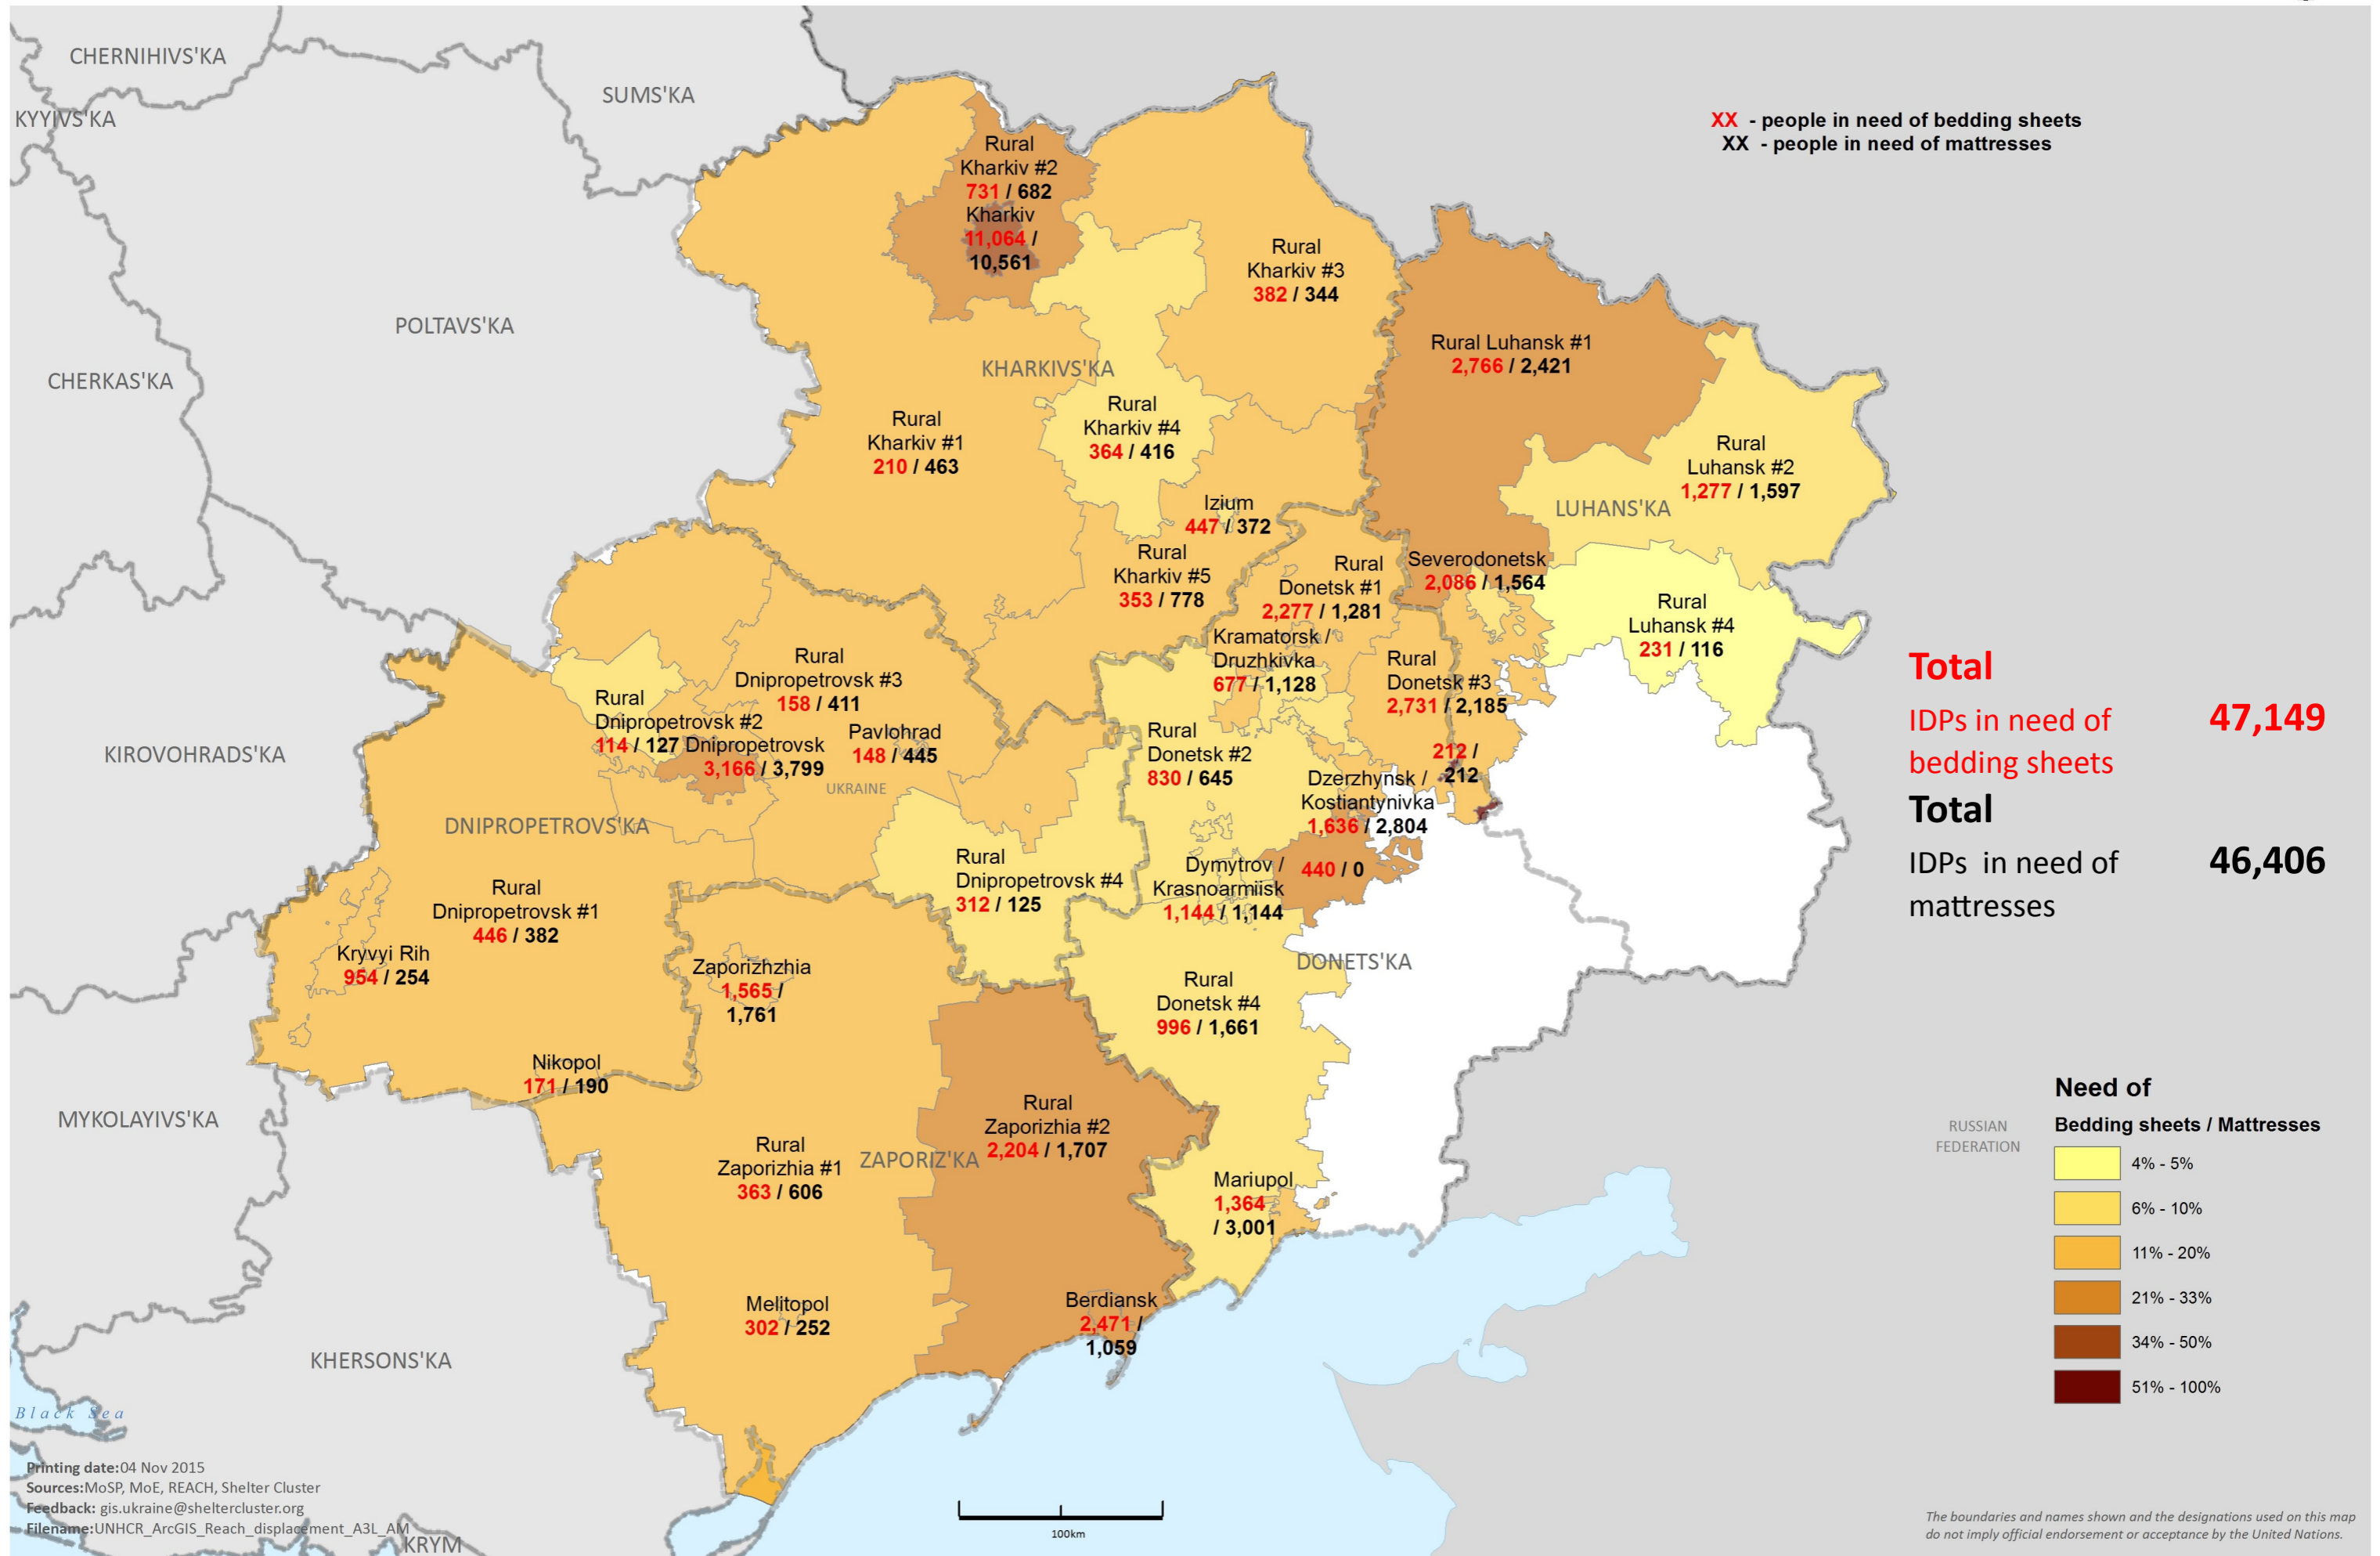 CHERNIHIVS'KA
KYYIVS'KA
SUMS'KA
POLTAVS'KA
CHERKAS'KA
KIROVOHRADS'KA
MYKOLAYIVS'KA
KHERSONS'KA
KRYM
Black Sea
XX - people in need of bedding sheets
XX - people in need of mattresses
Rural
Kharkiv #2
731 / 682
Kharkiv
11,064 /
10,561
Rural
Kharkiv #3
382 / 344
KHARKIVS'KA
Rural
Kharkiv #1
210 / 463
Rural
Kharkiv #4
364 / 416
Izium
447 / 372
Rural
Kharkiv #5
353 / 778
Rural Luhansk #1
2,766 / 2,421
Rural
Luhansk #2
1,277 / 1,597
LUHANS'KA
Severodonetsk
2,086 / 1,564
Rural
Luhansk #4
231 / 116
Rural
Donetsk #1
2,277 / 1,281
Kramatorsk /
Druzhkivka
677 / 1,128
Rural
Donetsk #3
2,731 / 2,185
212 /
212
Rural
Donetsk #2
830 / 645
Dzerzhynsk /
Kostiantynivka
1,636 / 2,804
440 / 0
Dymytrov /
Krasnoarmiisk
1,144 / 1,144
DONETS'KA
Rural
Donetsk #4
996 / 1,661
Mariupol
1,364
/ 3,001
Rural
Dnipropetrovsk #3
158 / 411
Rural
Dnipropetrovsk #2
114 / 127
Dnipropetrovsk
3,166 / 3,799
Pavlohrad
148 / 445
UKRAINE
DNIPROPETROVS'KA
Rural
Dnipropetrovsk #4
312 / 125
Rural
Dnipropetrovsk #1
446 / 382
Kryvyi Rih
954 / 254
Nikopol
171 / 190
Zaporizhzhia
1,565 /
1,761
Rural
Zaporizhia #1
363 / 606
ZAPORIZ'KA
Rural
Zaporizhia #2
2,204 / 1,707
Melitopol
302 / 252
Berdiansk
2,471 /
1,059
Total
IDPs in need of
bedding sheets
47,149
Total
IDPs in need of
mattresses
46,406
RUSSIAN
FEDERATION
Need of
Bedding sheets / Mattresses
4% - 5%
6% - 10%
11% - 20%
21% - 33%
34% - 50%
51% - 100%
100km
Printing date:04 Nov 2015
Sources:MoSP, MoE, REACH, Shelter Cluster
Feedback: gis.ukraine@sheltercluster.org
Filename:UNHCR_ArcGIS_Reach_displacement_A3L_AM
The boundaries and names shown and the designations used on this map
do not imply official endorsement or acceptance by the United Nations.